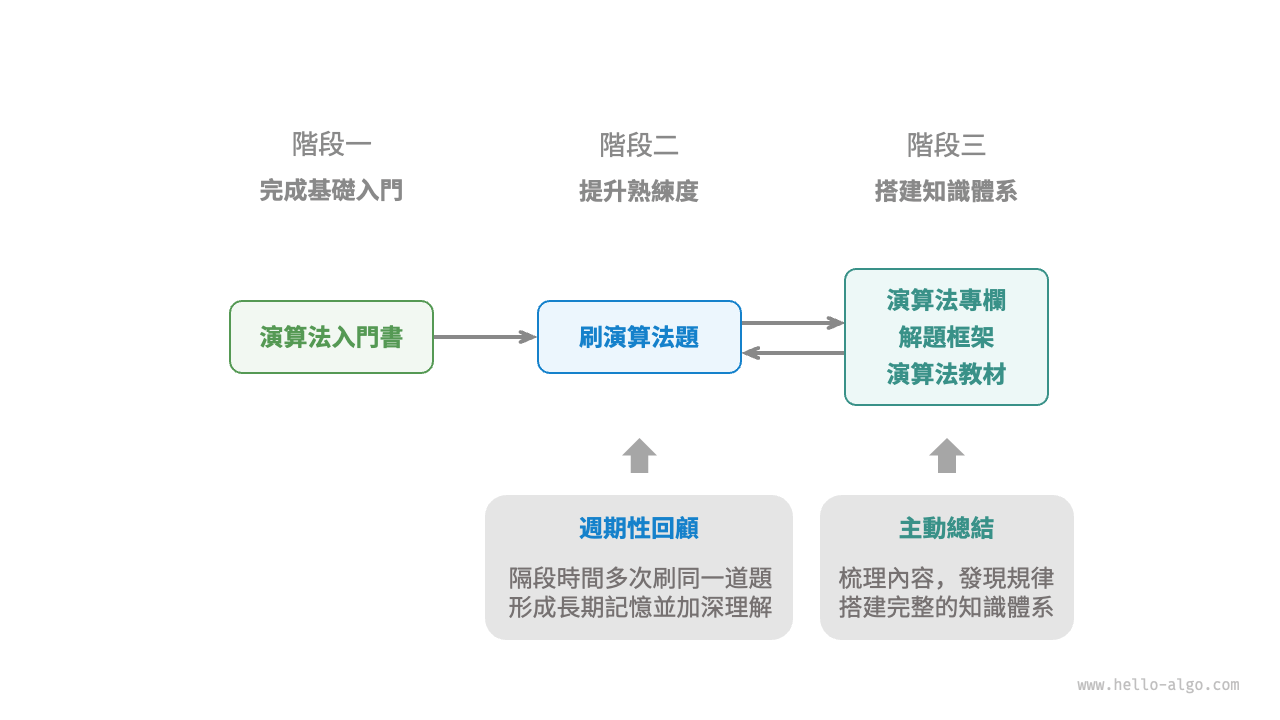 階段一
完成基礎入門
階段二
提升熟練度
階段三
搭建知識體系
演算法入門書
刷演算法題
演算法專欄
解題框架
演算法教材
週期性回顧
隔段時間多次刷同一道題
形成長期記憶並加深理解
主動總結
梳理內容，發現規律
搭建完整的知識體系
www.hello-algo.com